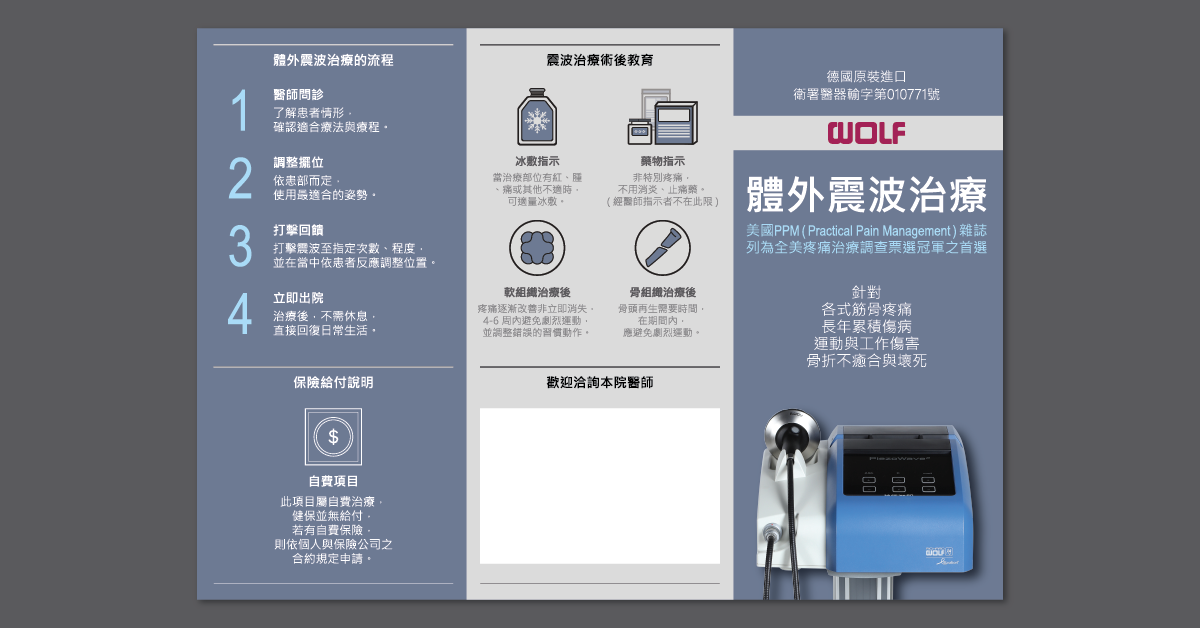 體外震波治療的流程
1
醫師問診
了解患者情形，
確認適合療法與療程。
2
調整擺位
依患部而定，
使用最適合的姿勢。
3
打擊回饋
打擊震波至指定次數、程度，
並在當中依患者反應調整位置。
4
立即出院
治療後，不需休息，
直接回復日常生活。
保險給付說明
$
自費項目
此項目屬自費治療，
健保並無給付，
若有自費保險，
則依個人與保險公司之
合約規定申請。
震波治療術後教育
冰敷指示
當治療部位有紅、腫
、痛或其他不適時，
可適量冰敷。
藥物指示
非特別疼痛，
不用消炎、止痛藥。
(經醫師指示者不在此限)
軟組織治療後
疼痛逐漸改善非立即消失，
4-6 周內避免劇烈運動，
並調整錯誤的習慣動作。
骨組織治療後
骨頭再生需要時間，
在期間內，
應避免劇烈運動。
歡迎洽詢本院醫師
德國原裝進口
衛署醫器輸字第010771號
WOLF
體外震波治療
美國PPM ( Practical Pain Management ) 雜誌
列為全美疼痛治療調查票選冠軍之首選
針對
各式筋骨疼痛
長年累積傷病
運動與工作傷害
骨折不癒合與壞死
WOLF